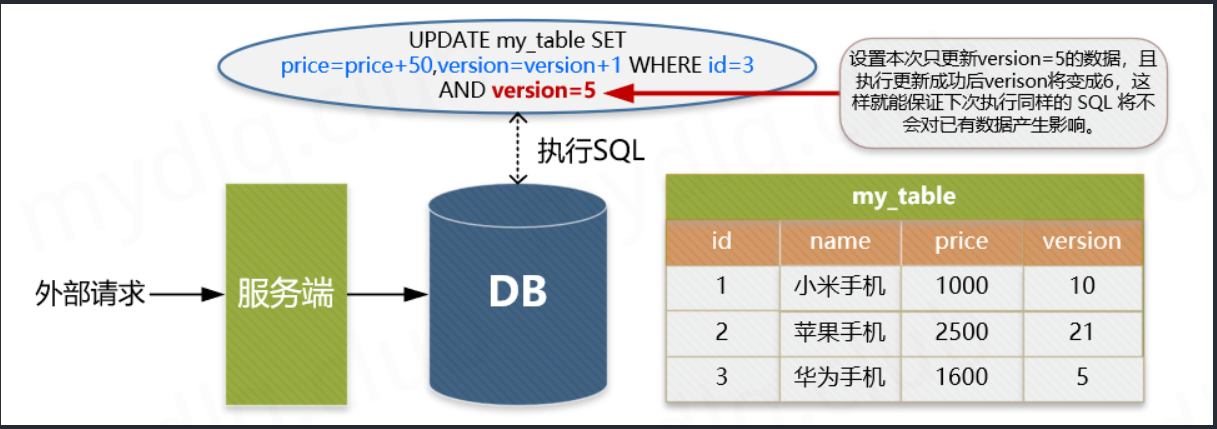 UPDATE my_table SET
price=price+50,version=version+1 WHERE id=3
AND version=5
设置本次只更新version=5的数据，且
执行更新成功后verison将变成6，这
样就能保证下次执行同样的 SQL 将不
会对已有数据产生影响。
执行SQL
外部请求
服务端
DB
my_table
id name price version
1 小米手机 1000 10
2 苹果手机 2500 21
3 华为手机 1600 5